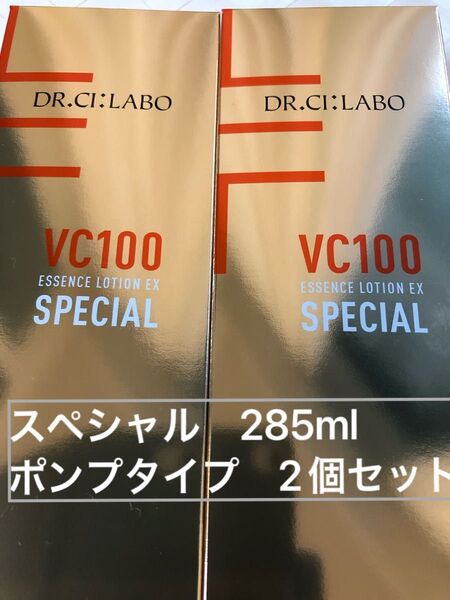 DR.CI:LABO
VC100
ESSENCE LOTION EX
SPECIAL
DR.CI:LABO
VC100
ESSENCE LOTION EX
SPECIAL
スペシャル 285ml
ポンプタイプ 2個セット